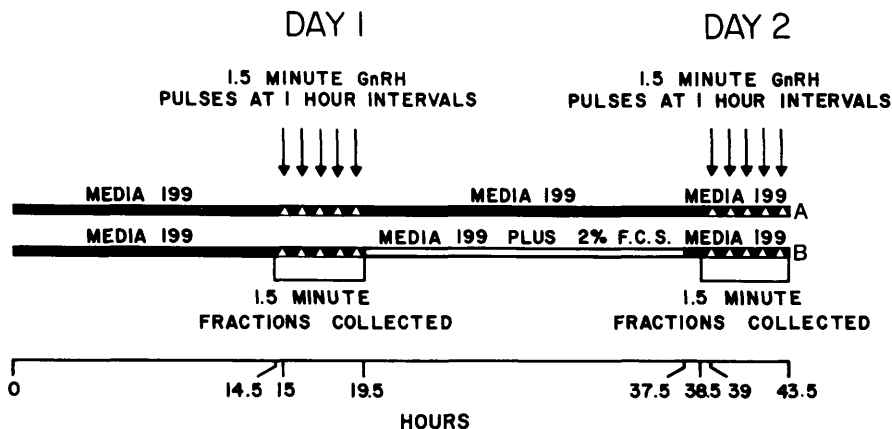 DAY 1 DAY 2
1.5 MINUTE GnRH 1.5 MINUTE GnRH
PULSES AT 1 HOUR INTERVALS PULSES AT 1 HOUR INTERVALS
MEDIA 199 MEDIA 199 MEDIA 199
A
MEDIA 199 MEDIA 199 PLUS 2% F.C.S. MEDIA 199
B
1.5 MINUTE 1.5 MINUTE
FRACTIONS COLLECTED FRACTIONS COLLECTED
0 14.5 15 19.5 37.5 38.5 39 43.5
HOURS